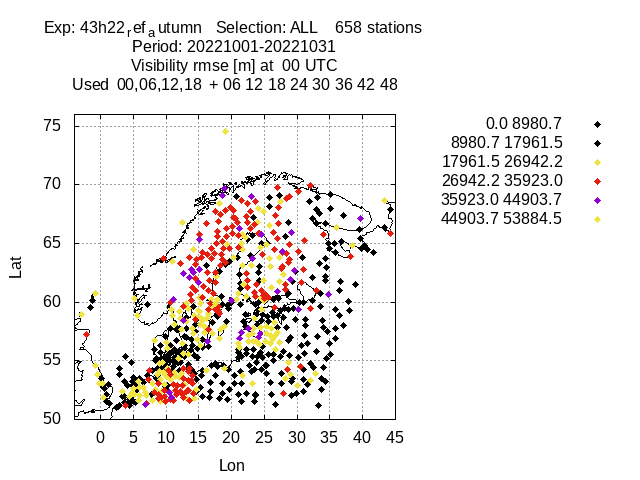 Exp: 43h22ref autumn Selection: ALL 658 stations
Period: 20221001-20221031
Visibility rmse [m] at 00 UTC
Used 00,06,12,18 + 06 12 18 24 30 36 42 48
0.0 8980.7
8980.7 17961.5
17961.5 26942.2
26942.2 35923.0
35923.0 44903.7
44903.7 53884.5
75
70
65
60
55
50
Lat
0 5 10 15 20 25 30 35 40 45
Lon